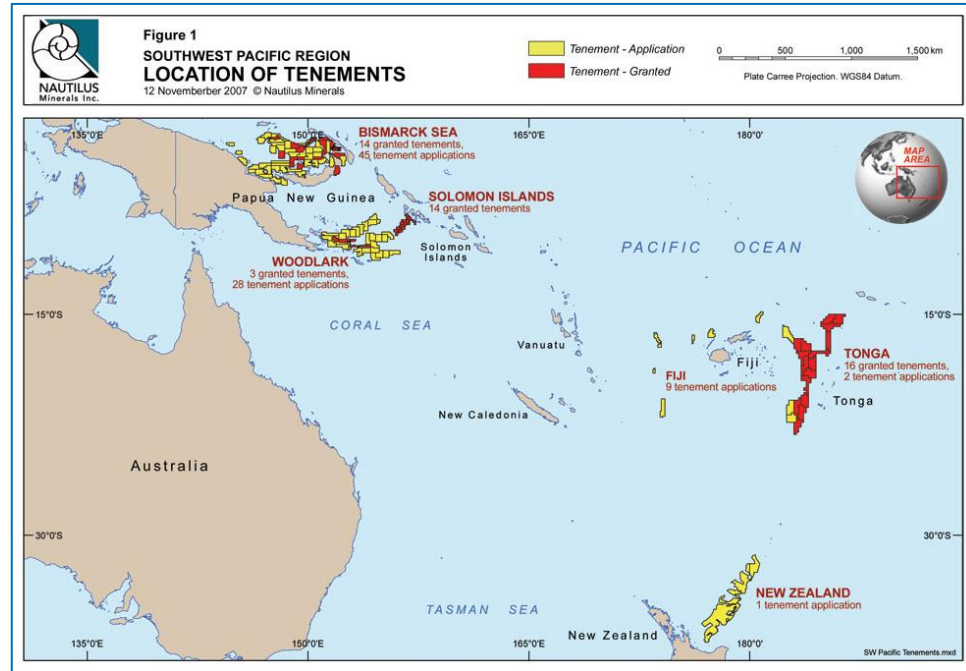 NAUTILUS
Minerals Inc.
Figure 1
SOUTHWEST PACIFIC REGION
LOCATION OF TENEMENTS
12 Novemberber 2007 © Nautilus Minerals
Tenement - Application
Tenement - Granted
0 500 1,000 1,500 km
Plate Carree Projection. WGS84 Datum.
135°0'E 150°0'E 165°0'E 180°0'
BISMARCK SEA
14 granted tenements,
45 tenement applications
MAP
AREA
Papua New Guinea
SOLOMON ISLANDS
14 granted tenements
Solomon
Islands
PACIFIC OCEAN
WOODLARK
3 granted tenements,
28 tenement applications
15°0'S 15°0'S
CORAL SEA
Vanuatu
Fiji
FIJI
9 tenement applications
TONGA
16 granted tenements,
2 tenement applications
Tonga
New Caledonia
Australia
30°0'S 30°0'S
NEW ZEALAND
1 tenement application
TASMAN SEA
New Zealand
135°0'E 150°0'E 165°0'E 180°0'
SW Pacific Tenements.mxd